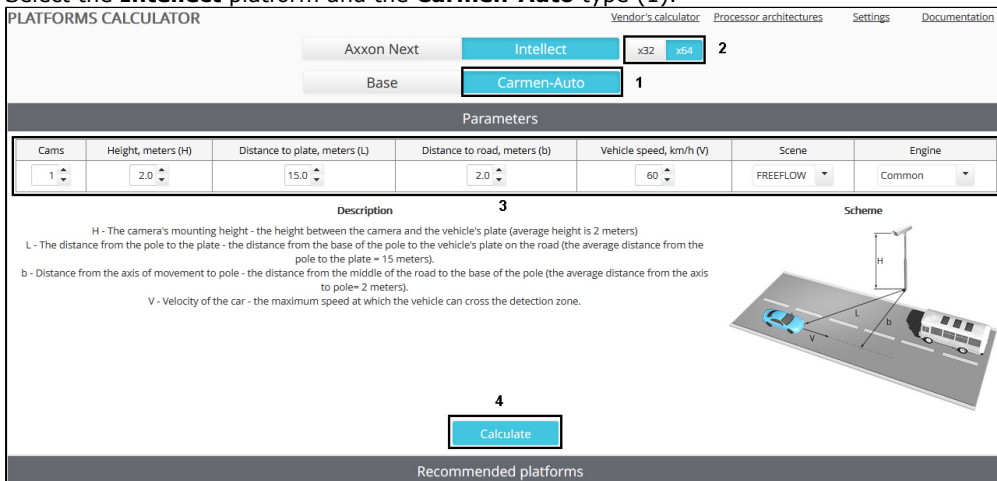 Select the Intellect platform and the Carmen-Auto type (1).
PLATFORMS CALCULATOR
Vendor's calculator Processor architectures Settings Documentation
Axxon Next Intellect x32 x64 2
Base Carmen-Auto 1
Parameters
Cams Height, meters (H) Distance to plate, meters (L) Distance to road, meters (b) Vehicle speed, km/h (V) Scene Engine
1 2.0 15.0 2.0 60 FREEFLOW Common
3
Description
H - The camera's mounting height - the height between the camera and the vehicle's plate (average height is 2 meters)
L - The distance from the pole to the plate - the distance from the base of the pole to the vehicle's plate on the road (the average distance from the
pole to the plate = 15 meters).
b - Distance from the axis of movement to pole - the distance from the middle of the road to the base of the pole (the average distance from the axis
to pole= 2 meters).
V - Velocity of the car - the maximum speed at which the vehicle can cross the detection zone.
Scheme
H
L
b
V
4
Calculate
Recommended platforms